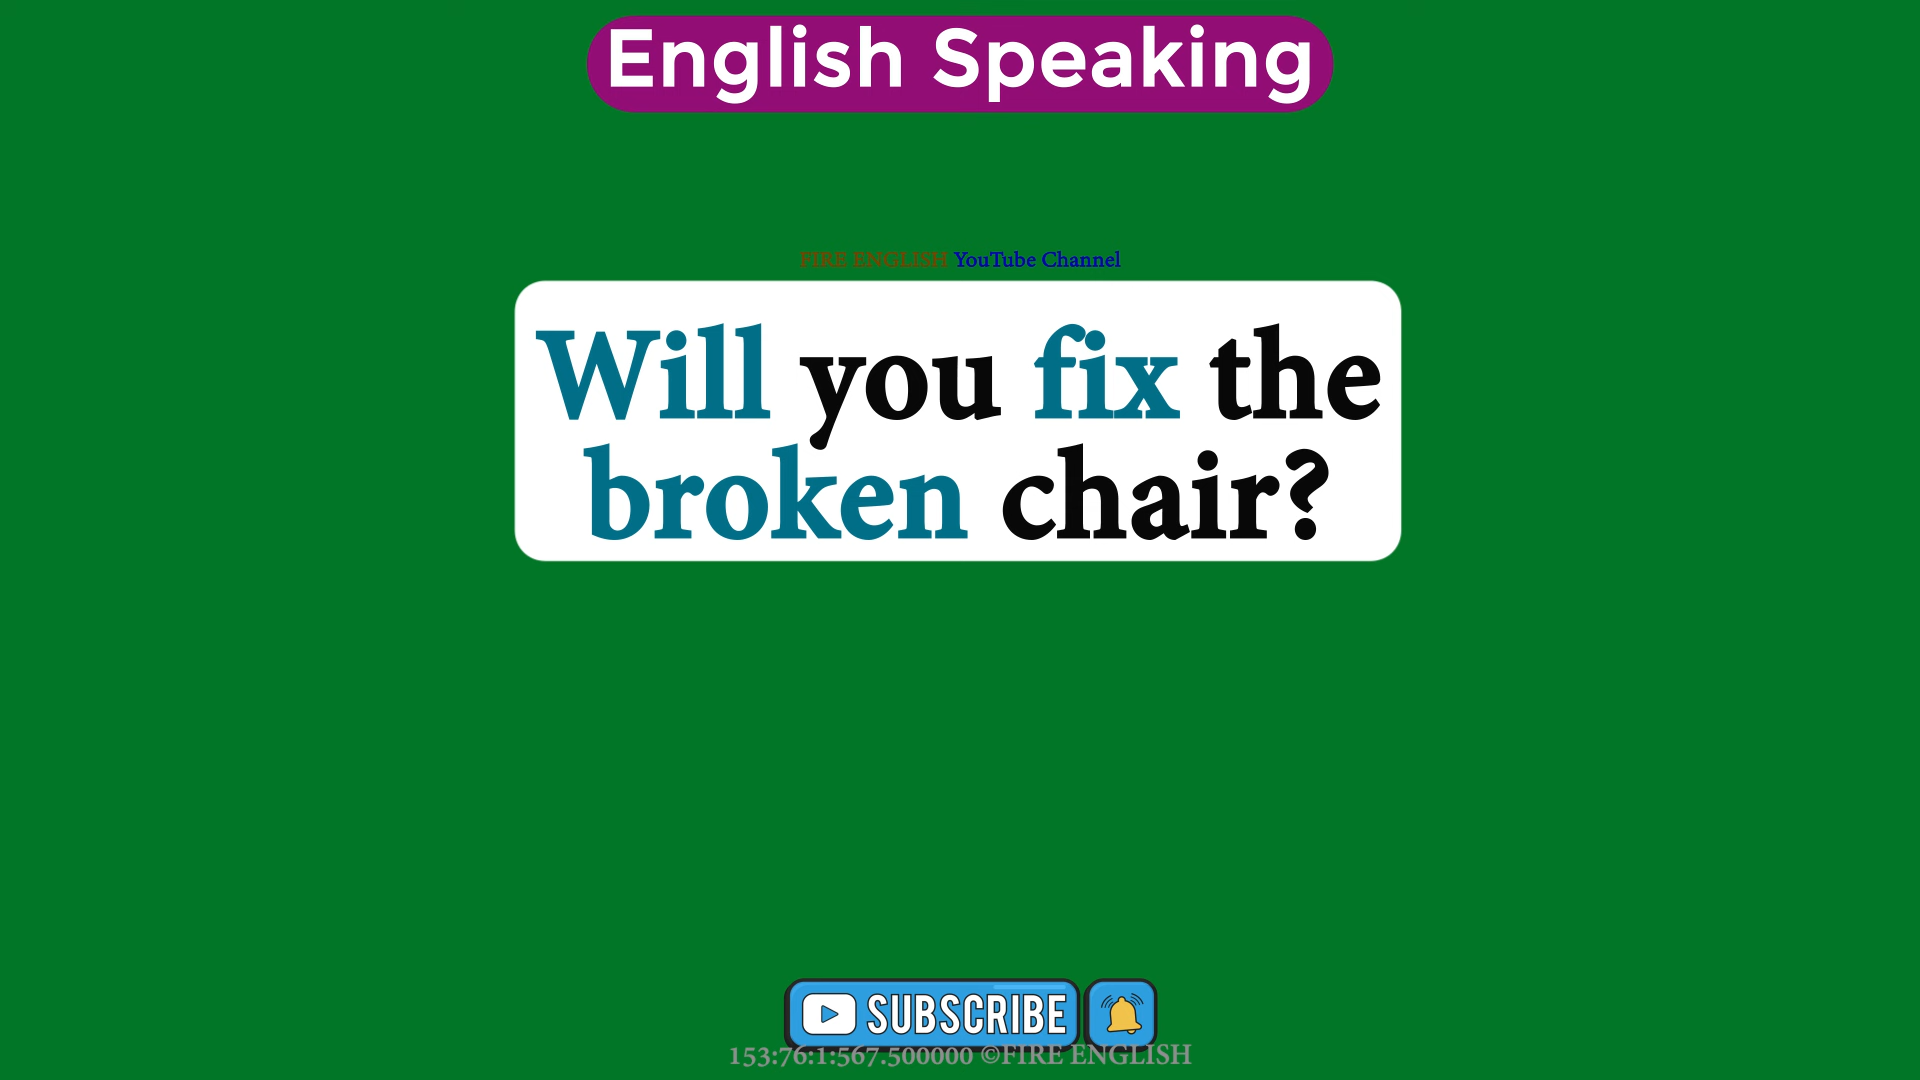 English Speaking
FIRE ENGLISH YouTube Channel
Will you fix the
broken chair?
SUBSCRIBE
153:76:1:567.500000 ©FIRE ENGLISH